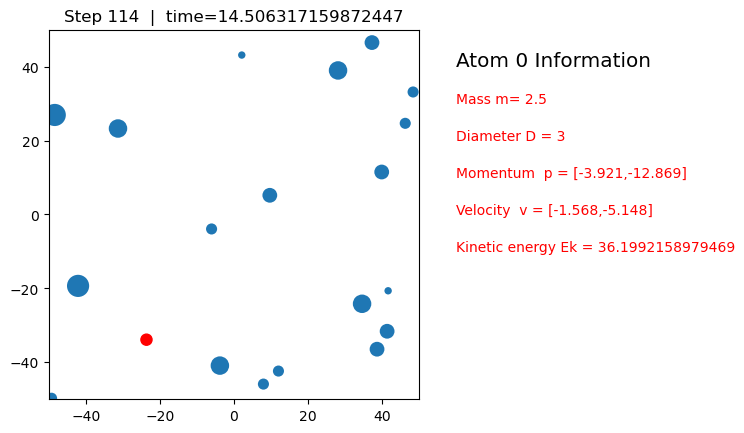 Step 114  |  time=14.506317159872447
Atom 0 Information
Mass m= 2.5
Diameter D = 3
Momentum  p = [-3.921,-12.869]
Velocity  v = [-1.568,-5.148]
Kinetic energy Ek = 36.1992158979469
40
20
0
−20
−40
−40 −20 0 20 40